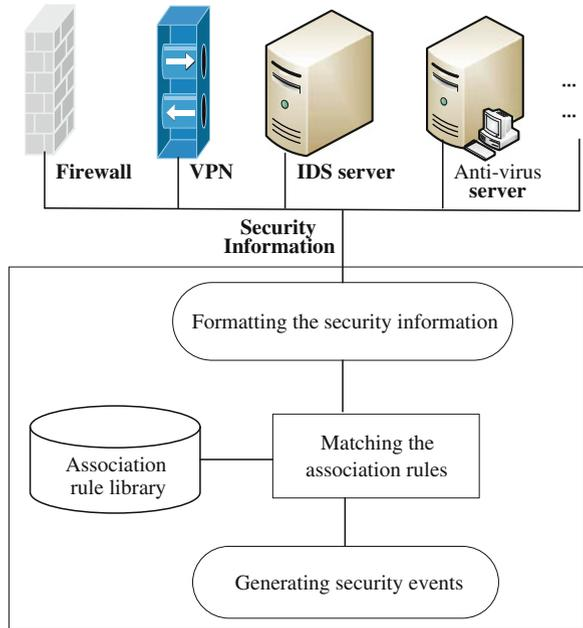 ...
...
Firewall
VPN
IDS server
Anti-virus
server
Security
Information
Formatting the security information
Matching the
association rules
Association
rule library
Generating security events